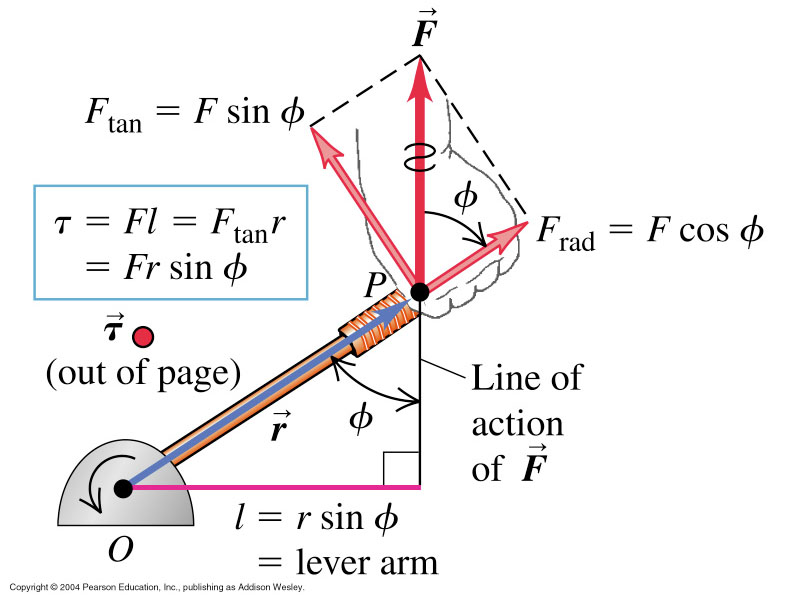 F⃗
F_tan = F sin ϕ
ϕ
F_rad = F cos ϕ
τ = Fl = F_tan r
= Fr sin ϕ
P
τ⃗
(out of page)
r⃗
ϕ
Line of
action
of F⃗
O
l = r sin ϕ
= lever arm
Copyright © 2004 Pearson Education, Inc., publishing as Addison Wesley.